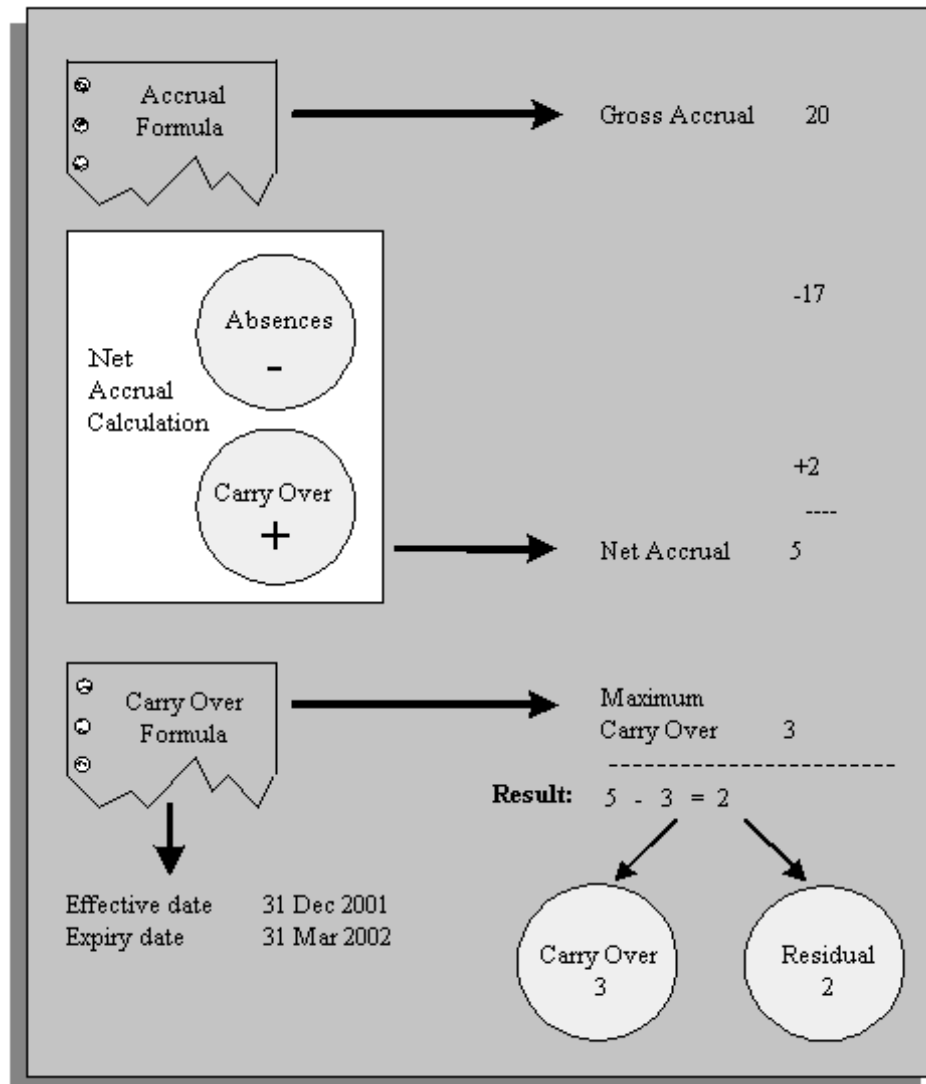 Accrual
Formula
Gross Accrual 20
Absences
-
-17
Net
Accrual
Calculation
Carry Over
+
+2
----
Net Accrual 5
Carry Over
Formula
Maximum
Carry Over 3
------------------------
Result: 5 - 3 = 2
Effective date 31 Dec 2001
Expiry date 31 Mar 2002
Carry Over
3
Residual
2